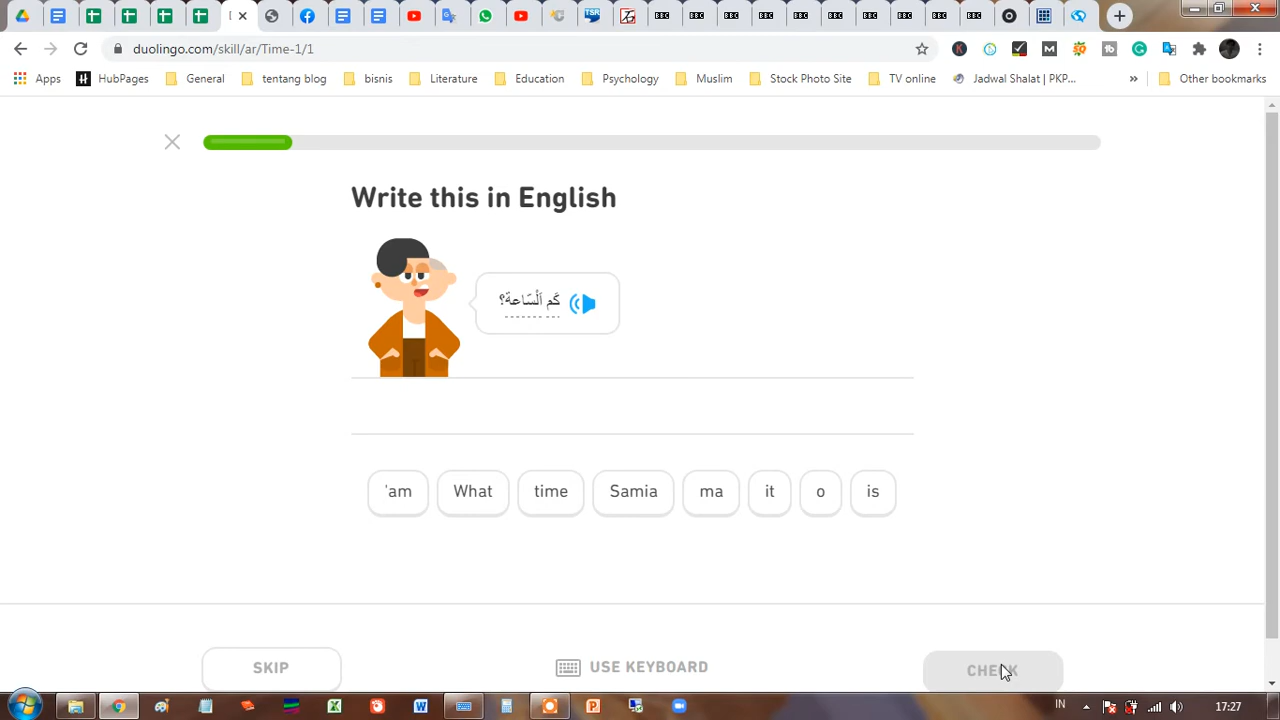 duolingo.com/skill/ar/Time-1/1
Apps
HubPages
General
tentang blog
bisnis
Literature
Education
Psychology
Muslim
Stock Photo Site
TV online
Jadwal Shalat | PKP...
»
Other bookmarks
Write this in English
كَم اَلْسّاعة؟
'am
What
time
Samia
ma
it
o
is
SKIP
USE KEYBOARD
CHECK
IN
17:27